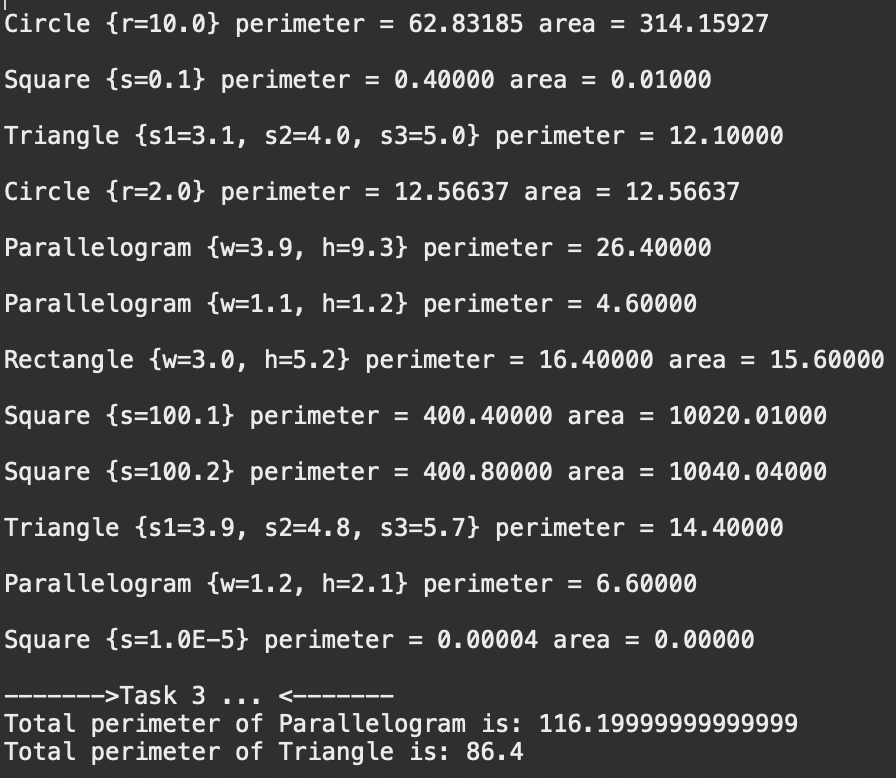 Circle {r=10.0} perimeter = 62.83185 area = 314.15927
Square {s=0.1} perimeter = 0.40000 area = 0.01000
Triangle {s1=3.1, s2=4.0, s3=5.0} perimeter = 12.10000
Circle {r=2.0} perimeter = 12.56637 area = 12.56637
Parallelogram {w=3.9, h=9.3} perimeter = 26.40000
Parallelogram {w=1.1, h=1.2} perimeter = 4.60000
Rectangle {w=3.0, h=5.2} perimeter = 16.40000 area = 15.60000
Square {s=100.1} perimeter = 400.40000 area = 10020.01000
Square {s=100.2} perimeter = 400.80000 area = 10040.04000
Triangle {s1=3.9, s2=4.8, s3=5.7} perimeter = 14.40000
Parallelogram {w=1.2, h=2.1} perimeter = 6.60000
Square {s=1.0E-5} perimeter = 0.00004 area = 0.00000
------->Task 3 ... <-------
Total perimeter of Parallelogram is: 116.19999999999999
Total perimeter of Triangle is: 86.4